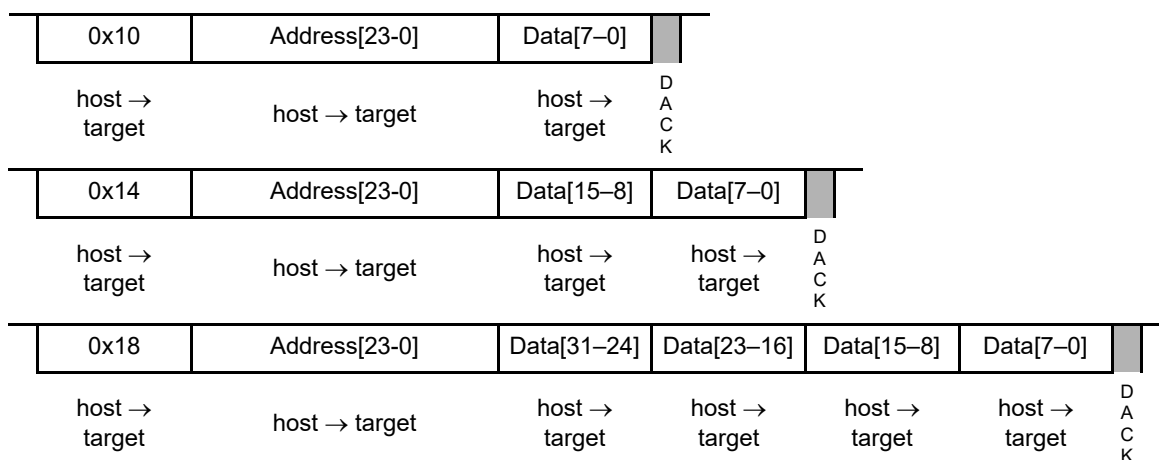 0x10 Address[23-0] Data[7–0]
host → host → target host → D
target target A
C
K
0x14 Address[23-0] Data[15–8] Data[7–0]
host → host → target host → host → D
target target target A
C
K
0x18 Address[23-0] Data[31–24] Data[23–16] Data[15–8] Data[7–0]
host → host → target host → host → host → host → D
target target target target target A
C
K